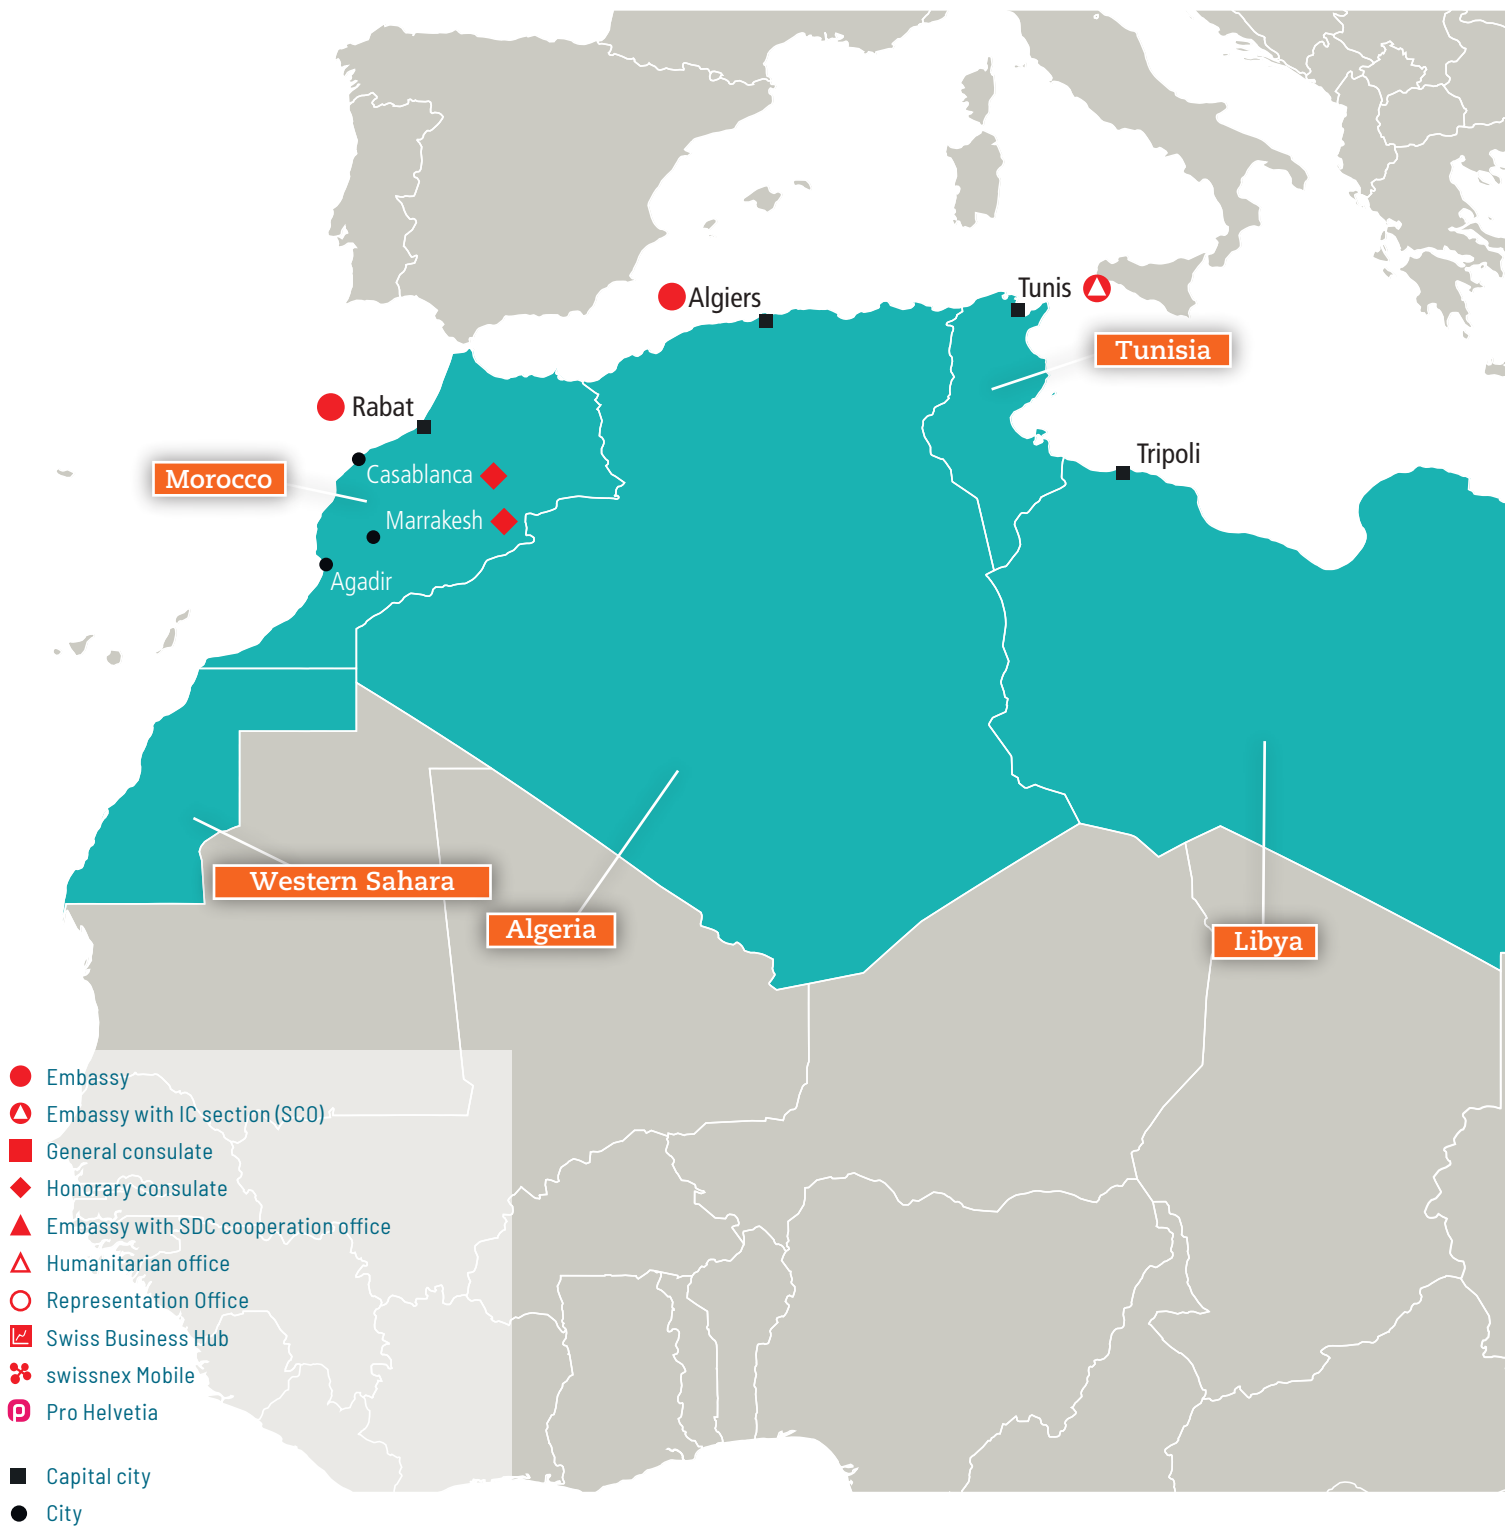 Algiers
Tunis
Tunisia
Rabat
Tripoli
Morocco
Casablanca
Marrakesh
Agadir
Western Sahara
Algeria
Libya
Embassy
Embassy with IC section (SCO)
General consulate
Honorary consulate
Embassy with SDC cooperation office
Humanitarian office
Representation Office
Swiss Business Hub
swissnex Mobile
Pro Helvetia
Capital city
City